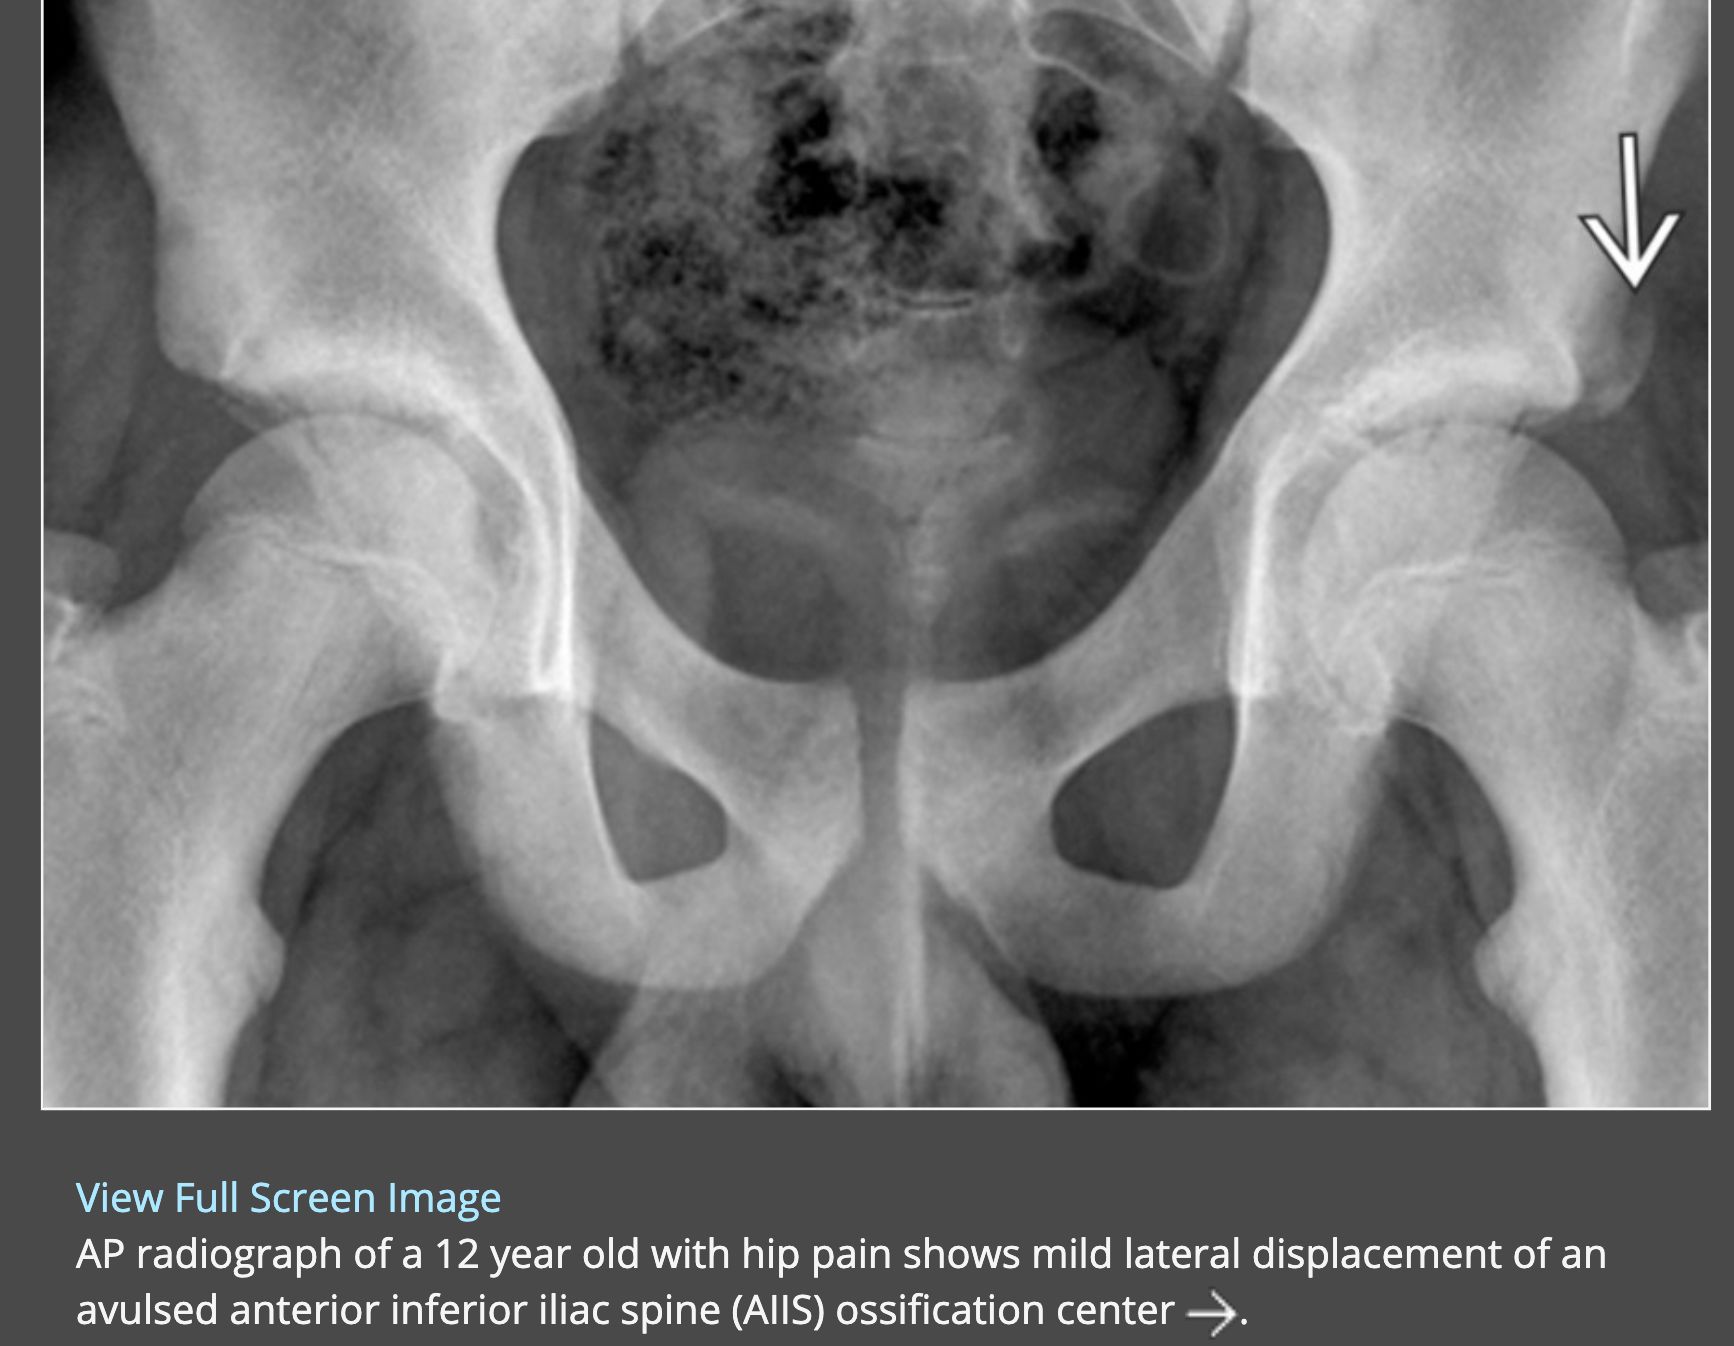 View Full Screen Image
AP radiograph of a 12 year old with hip pain shows mild lateral displacement of an
avulsed anterior inferior iliac spine (AIIS) ossification center →.